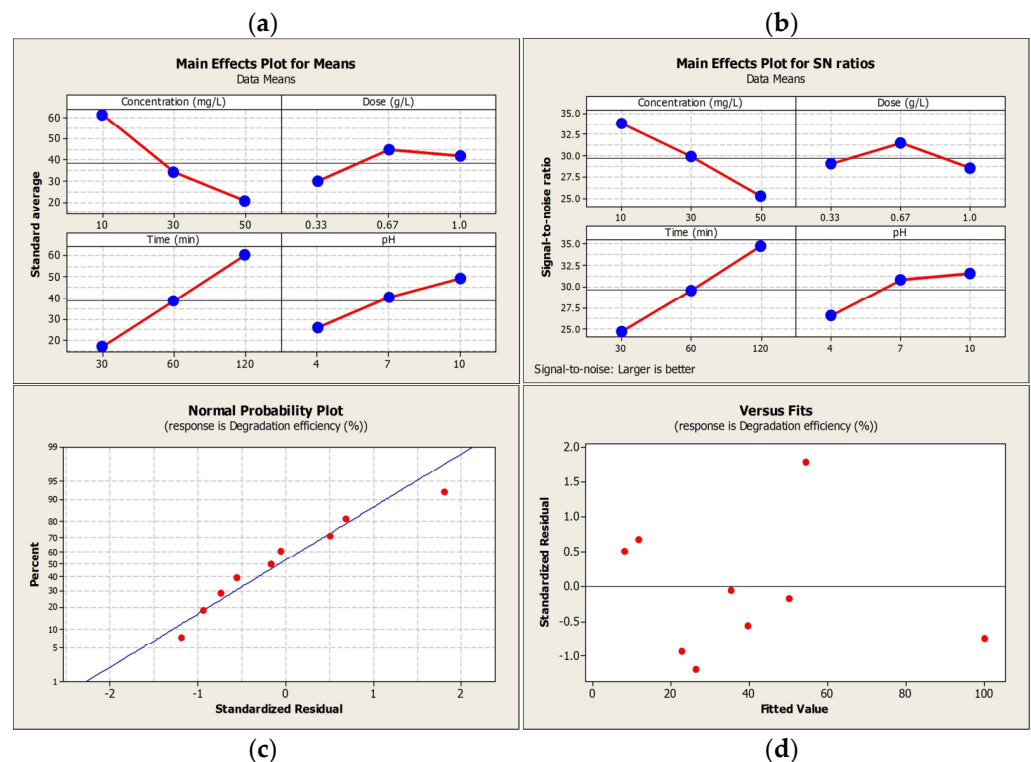 (a)
(b)
Main Effects Plot for Means
Data Means
Concentration (mg/L)
Dose (g/L)
Standard average
60
50
40
30
20
10
30
50
0.33
0.67
1.0
Time (min)
pH
60
50
40
30
20
30
60
120
4
7
10
Main Effects Plot for SN ratios
Data Means
Concentration (mg/L)
Dose (g/L)
Signal-to-noise ratio
35.0
32.5
30.0
27.5
25.0
10
30
50
0.33
0.67
1.0
Time (min)
pH
35.0
32.5
30.0
27.5
25.0
30
60
120
4
7
10
Signal-to-noise: Larger is better
Normal Probability Plot
(response is Degradation efficiency (%))
Percent
99
95
90
80
70
60
50
40
30
20
10
5
1
-2
-1
0
1
2
Standardized Residual
Versus Fits
(response is Degradation efficiency (%))
Standardized Residual
2.0
1.5
1.0
0.5
0.0
-0.5
-1.0
0
20
40
60
80
100
Fitted Value
(c)
(d)